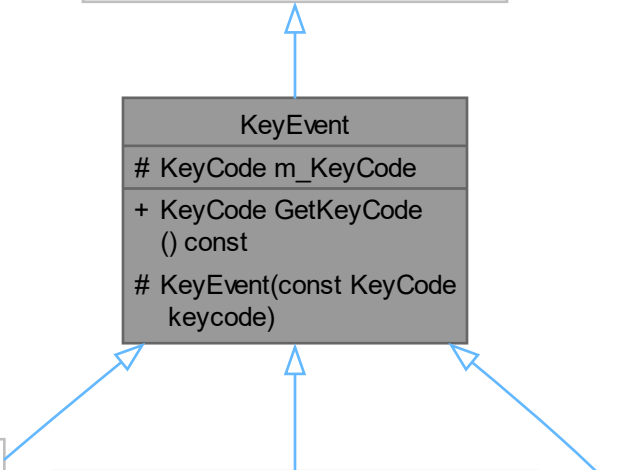 KeyEvent
# KeyCode m_KeyCode
+ KeyCode GetKeyCode
() const
# KeyEvent(const KeyCode
keycode)